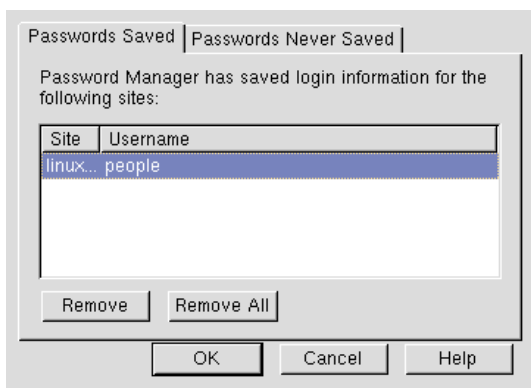 Passwords Saved Passwords Never Saved
Password Manager has saved login information for the
following sites:
Site Username
linux... people
Remove Remove All
OK Cancel Help